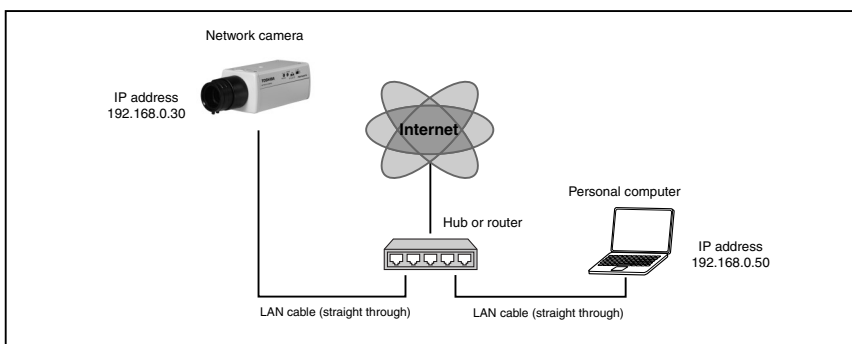 Network camera
TOSHIBA
IP address
192.168.0.30
Internet
Hub or router
Personal computer
IP address
192.168.0.50
LAN cable (straight through)
LAN cable (straight through)